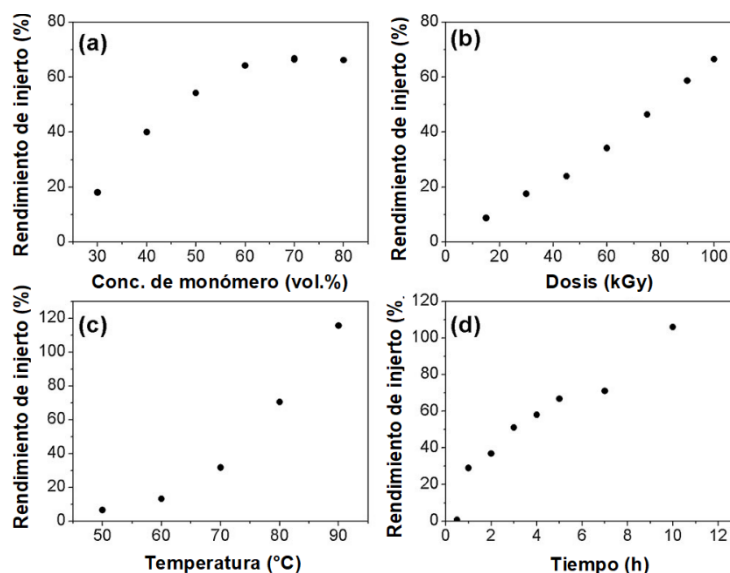 (a)
Rendimiento de injerto (%)
80
60
40
20
0
30 40 50 60 70 80
Conc. de monómero (vol.%)
(b)
Rendimiento de injerto (%)
80
60
40
20
0
0 20 40 60 80 100
Dosis (kGy)
(c)
Rendimiento de injerto (%)
120
100
80
60
40
20
0
50 60 70 80 90
Temperatura (°C)
(d)
Rendimiento de injerto (%.
120
100
80
60
40
20
0
0 2 4 6 8 10 12
Tiempo (h)